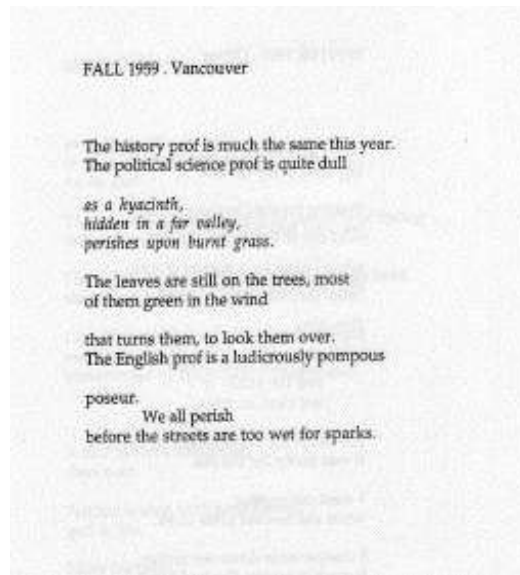 FALL 1959 . Vancouver
The history prof is much the same this year.
The political science prof is quite dull
as a hyacinth,
hidden in a far valley,
perishes upon burnt grass.
The leaves are still on the trees, most
of them green in the wind
that turns them, to look them over.
The English prof is a ludicrously pompous
poseur.
We all perish
before the streets are too wet for sparks.